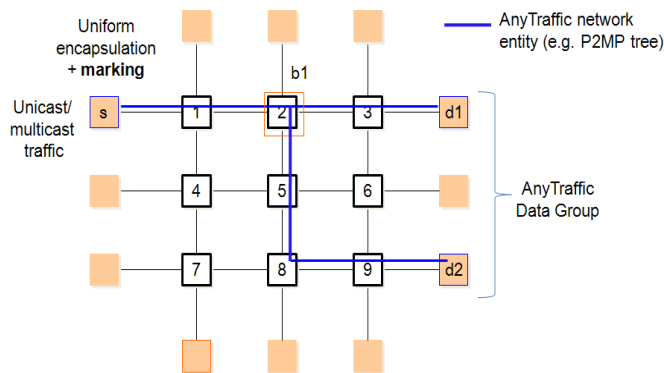 Uniform
encapsulation
+ marking
AnyTraffic network
entity (e.g. P2MP tree)
b1
Unicast/
multicast
traffic
s
1
2
3
d1
4
5
6
AnyTraffic
Data Group
7
8
9
d2